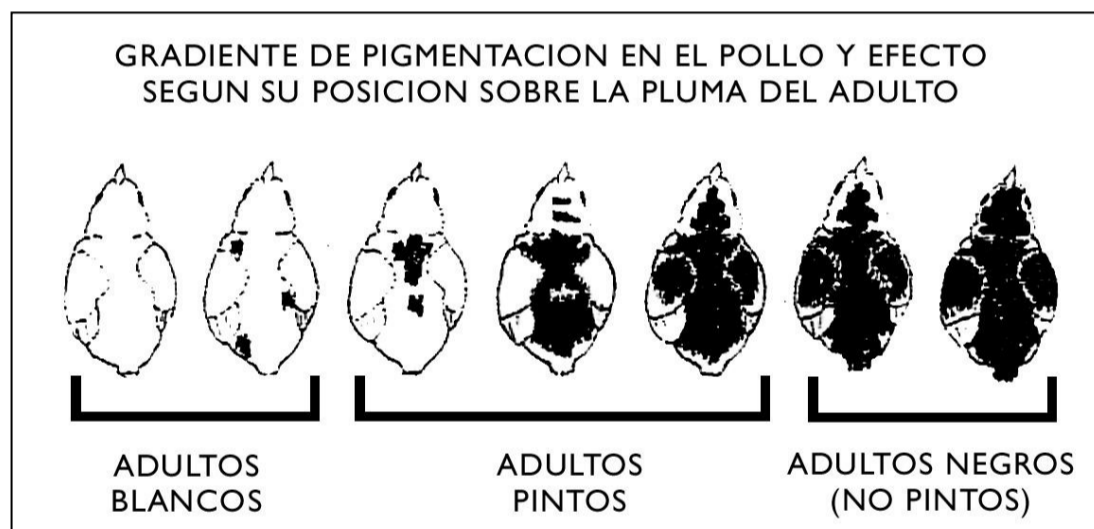 GRADIENTE DE PIGMENTACION EN EL POLLO Y EFECTO
SEGUN SU POSICION SOBRE LA PLUMA DEL ADULTO
ADULTOS
BLANCOS
ADULTOS
PINTOS
ADULTOS NEGROS
(NO PINTOS)